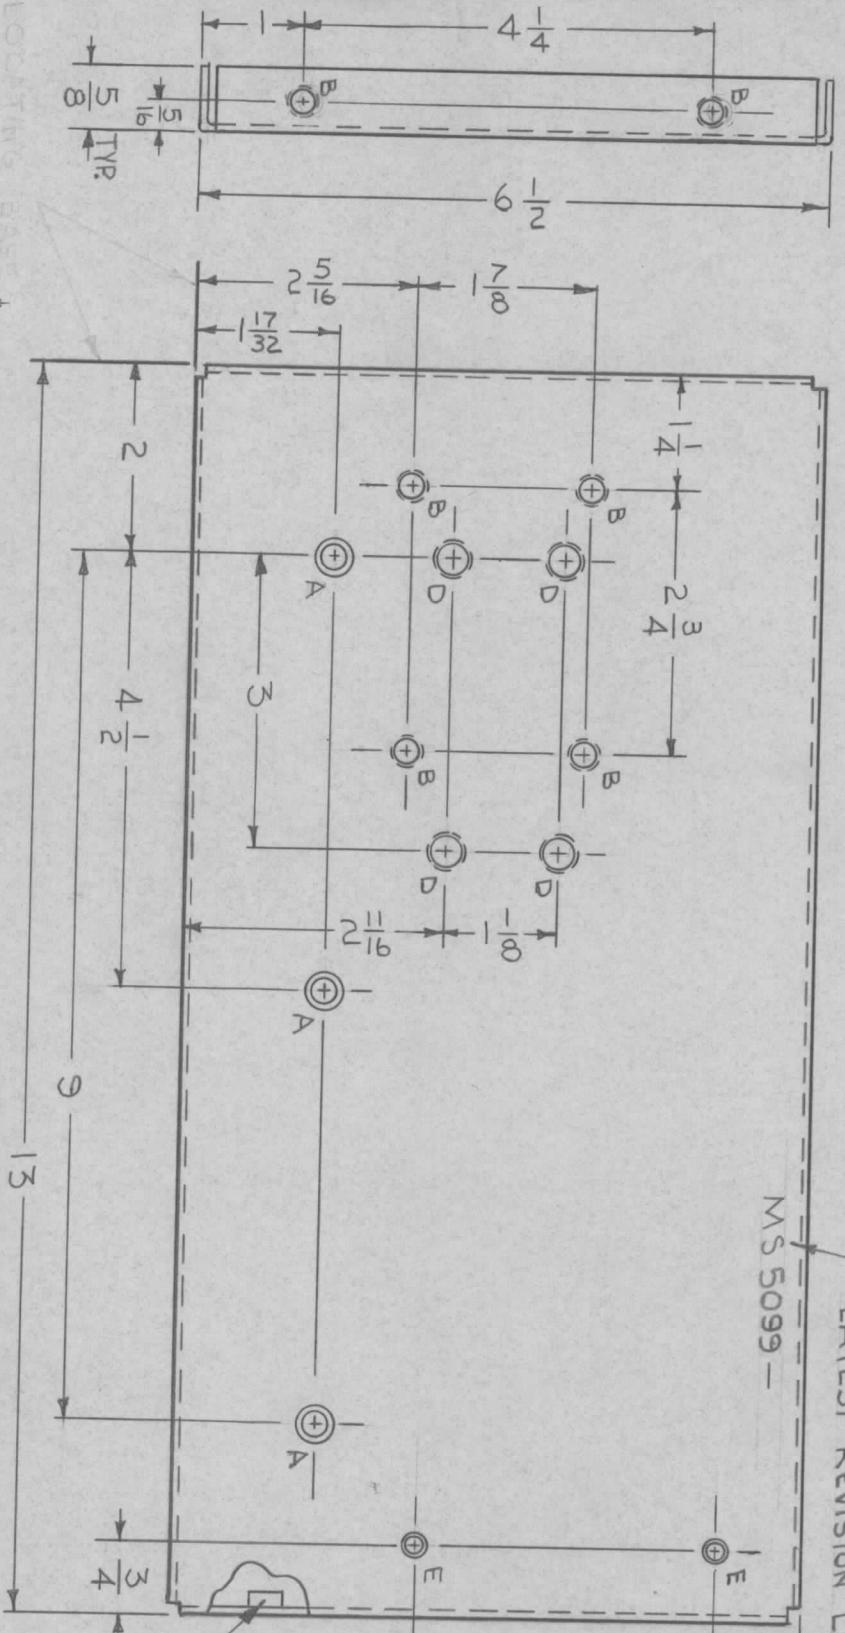 1
4 1/4
B
B
5/8
5/16
TYP.
6 1/2
2 5/16
1 7/8
1 17/32
2
1 1/4
B
B
A
D
D
2 3/4
3
4 1/2
B
B
D
D
2 11/16
1 1/8
A
9
13
MS 5099 –
LATEST REVISION
A
E
E
3/4